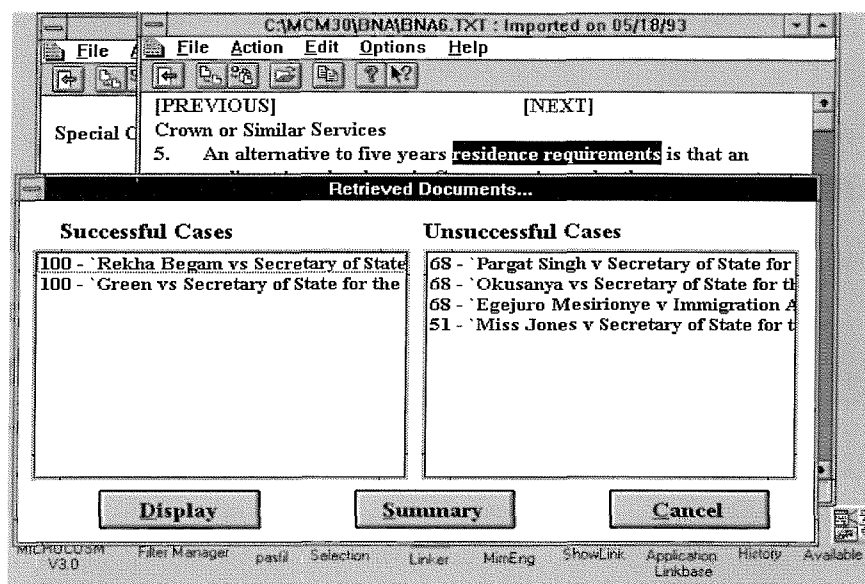 C:\MCM30\BNA\BNA6.TXT : Imported on 05/18/93
File
File Action Edit Options Help
[PREVIOUS] [NEXT]
Special C
Crown or Similar Services
5. An alternative to five years residence requirements is that an
Retrieved Documents...
Successful Cases Unsuccessful Cases
100 - `Rekha Begam vs Secretary of State
100 - `Green vs Secretary of State for the
68 - `Pargat Singh v Secretary of State for
68 - `Okusanya vs Secretary of State for th
68 - `Egejuro Mesirionye v Immigration A
51 - `Miss Jones v Secretary of State for t
Display Summary Cancel
MICROCOSM V3.0
Filter Manager
pasfil
Selection
Linker
MimEng
ShowLink
Application Linkbase
History
Available